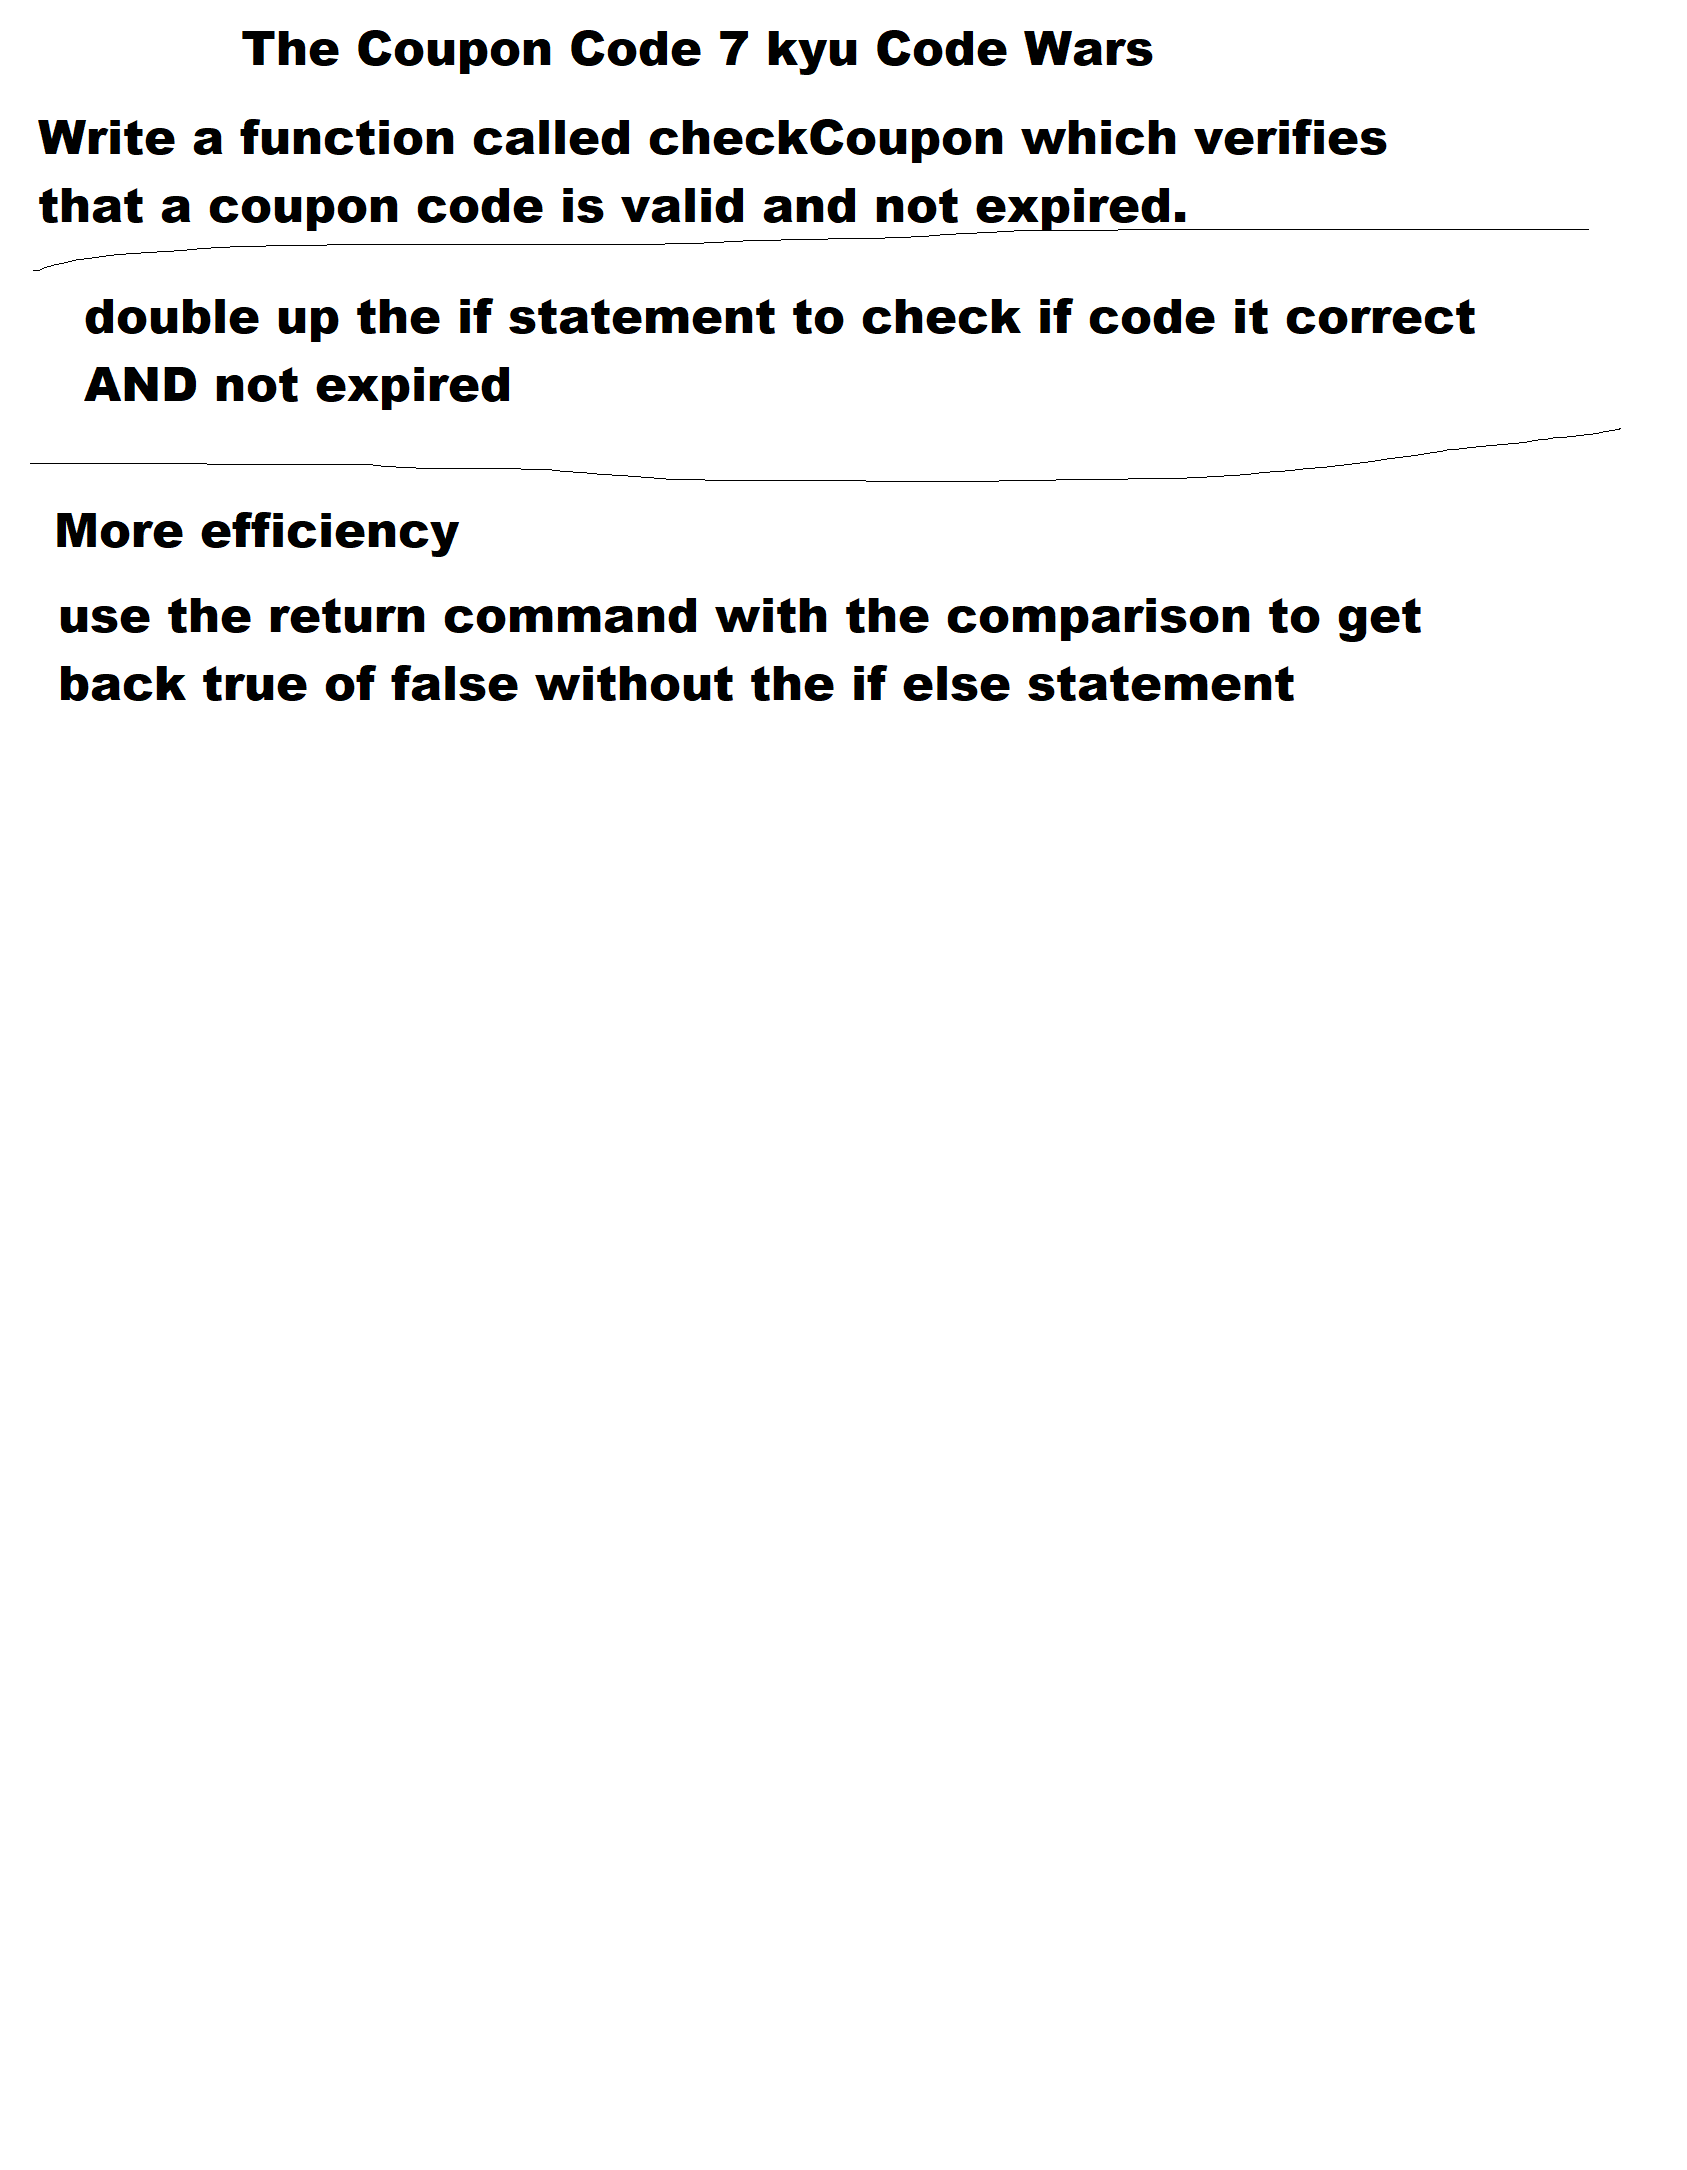 The Coupon Code 7 kyu Code Wars
Write a function called checkCoupon which verifies
that a coupon code is valid and not expired.
double up the if statement to check if code it correct
AND not expired
More efficiency
use the return command with the comparison to get
back true of false without the if else statement